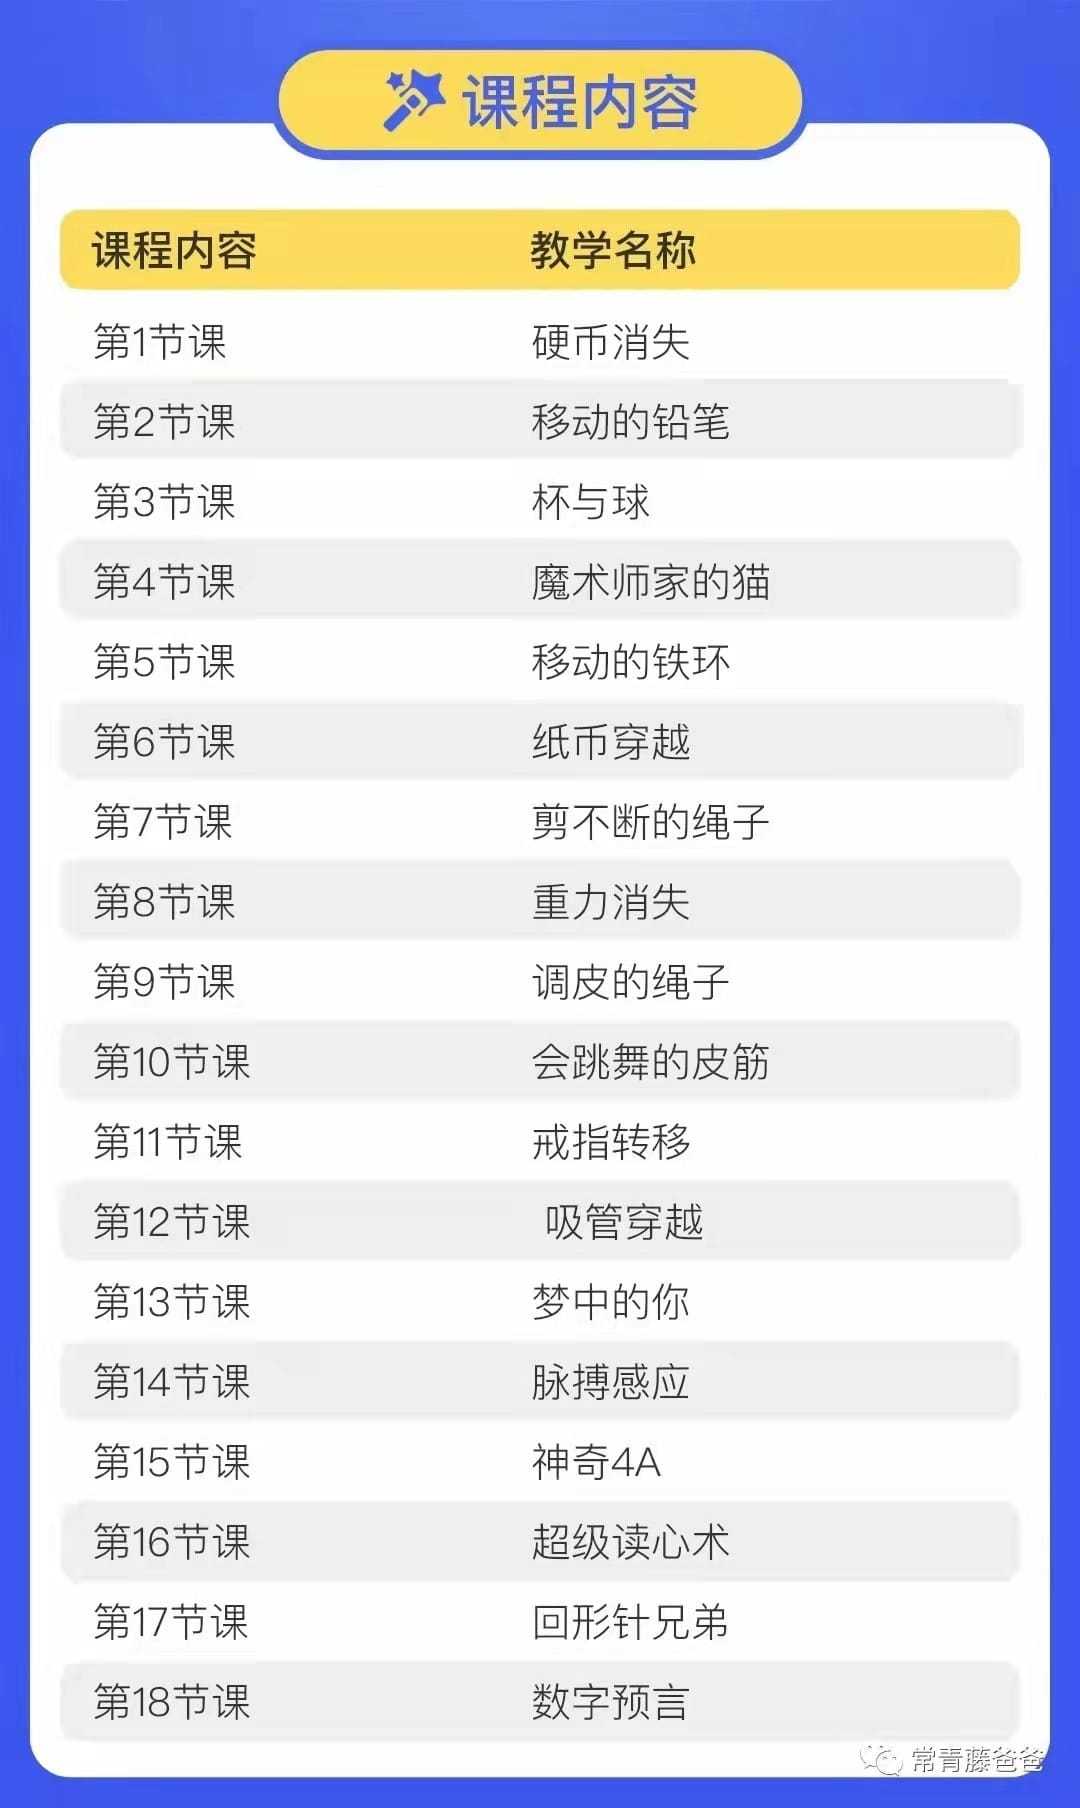 课程内容
课程内容 教学名称
第1节课 硬币消失
第2节课 移动的铅笔
第3节课 杯与球
第4节课 魔术师家的猫
第5节课 移动的铁环
第6节课 纸币穿越
第7节课 剪不断的绳子
第8节课 重力消失
第9节课 调皮的绳子
第10节课 会跳舞的皮筋
第11节课 戒指转移
第12节课 吸管穿越
第13节课 梦中的你
第14节课 脉搏感应
第15节课 神奇4A
第16节课 超级读心术
第17节课 回形针兄弟
第18节课 数字预言
常青藤爸爸